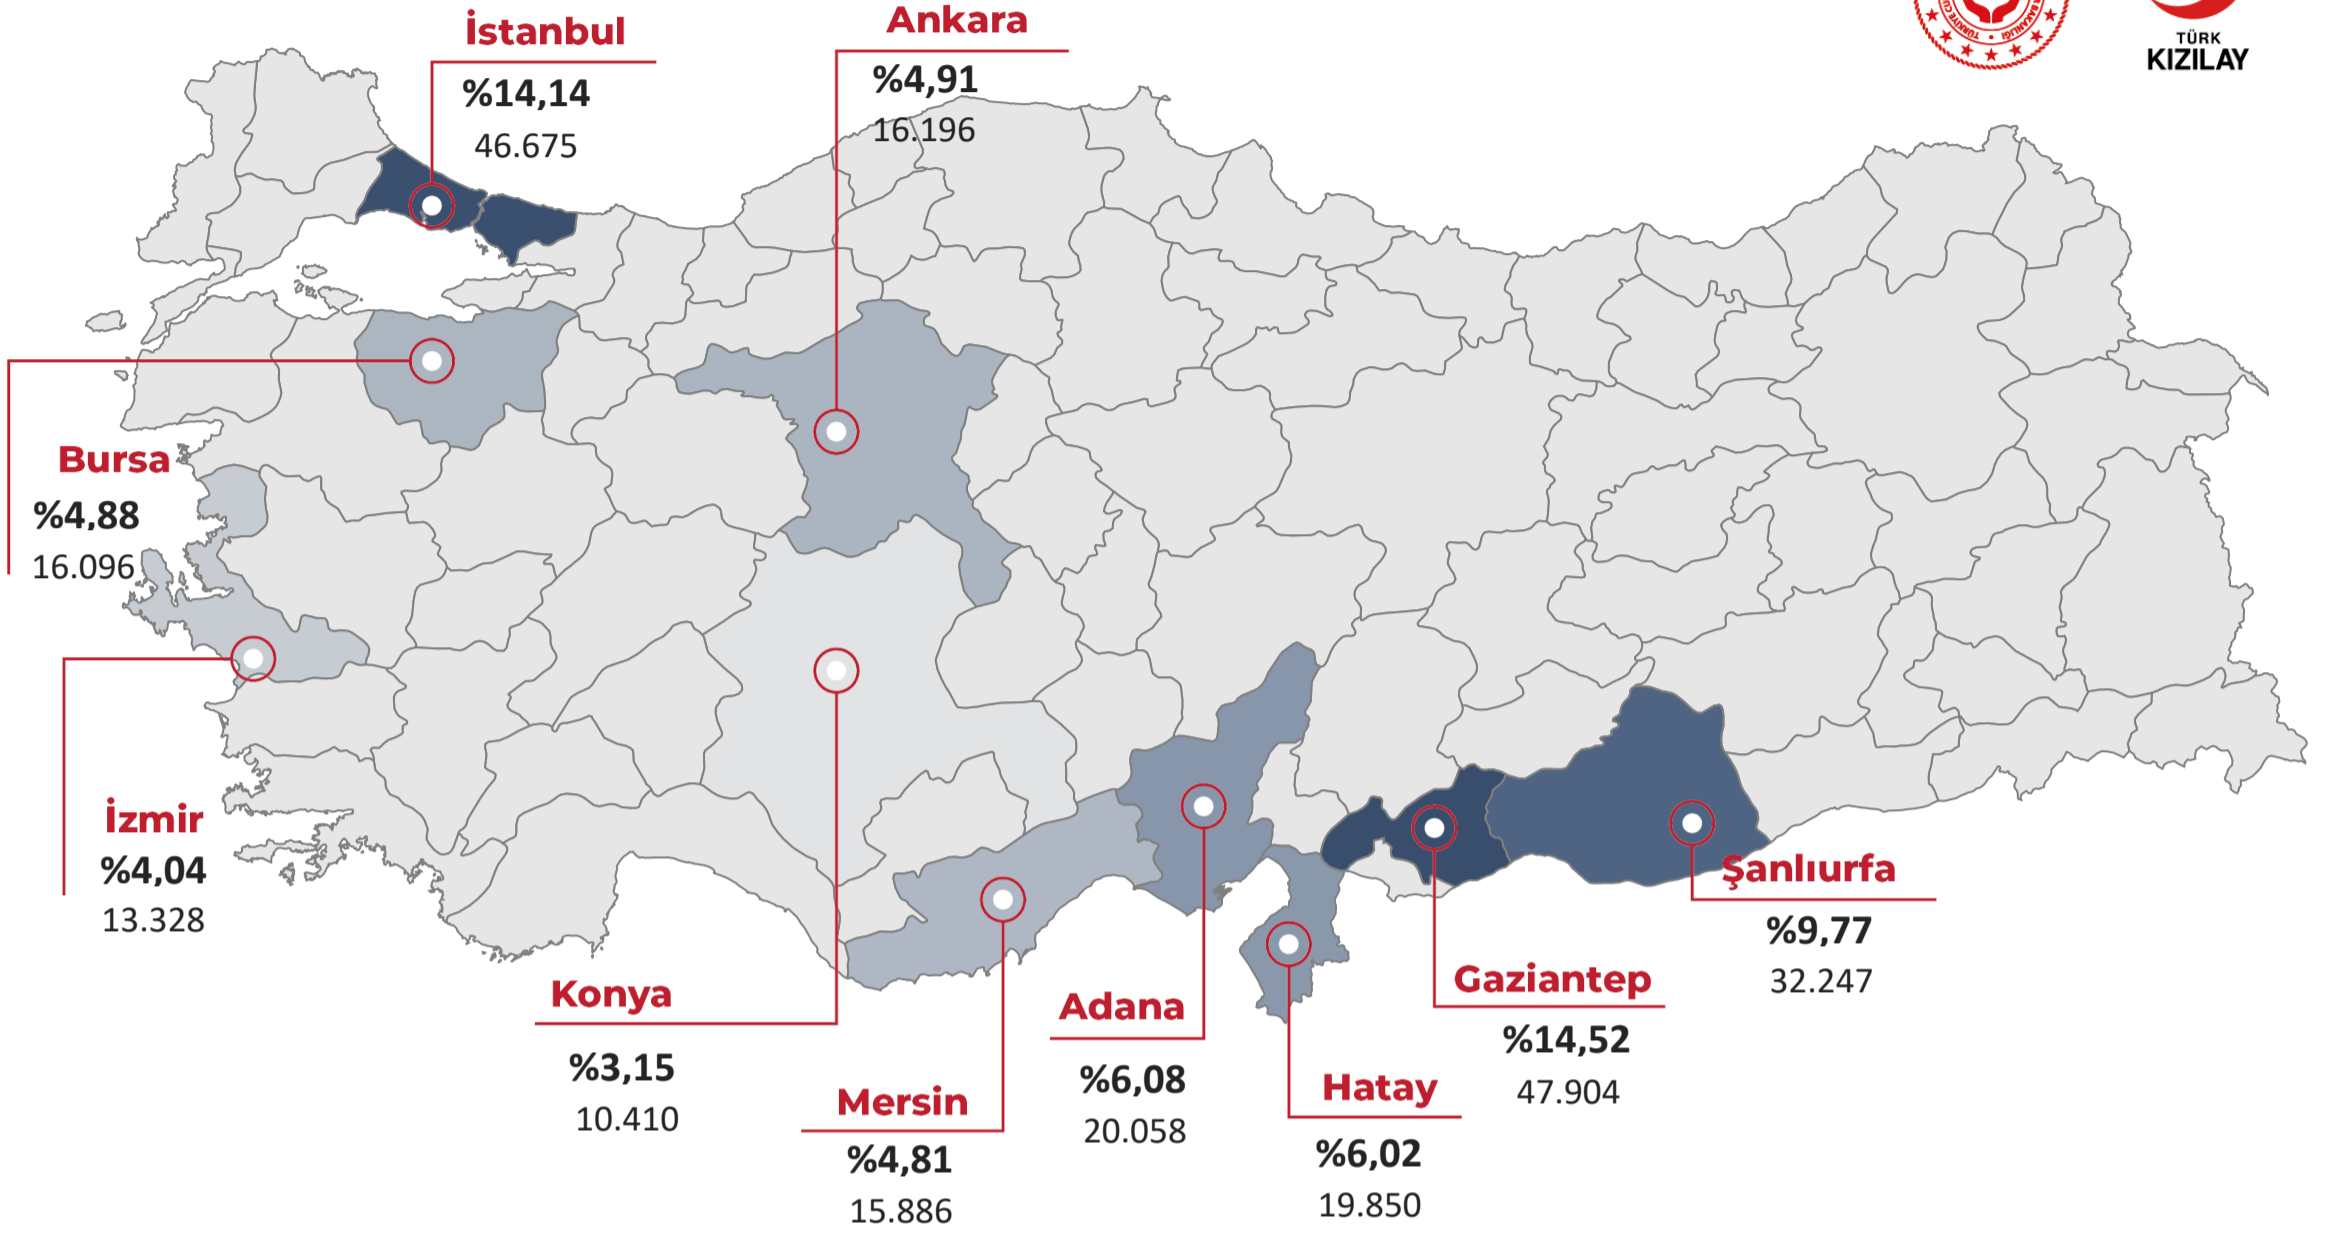 İstanbul
%14,14
46.675
Ankara
%4,91
16.196
TÜRK
KIZILAY
Bursa
%4,88
16.096
İzmir
%4,04
13.328
Konya
%3,15
10.410
Mersin
%4,81
15.886
Adana
%6,08
20.058
Hatay
%6,02
19.850
Gaziantep
%14,52
47.904
Şanlıurfa
%9,77
32.247